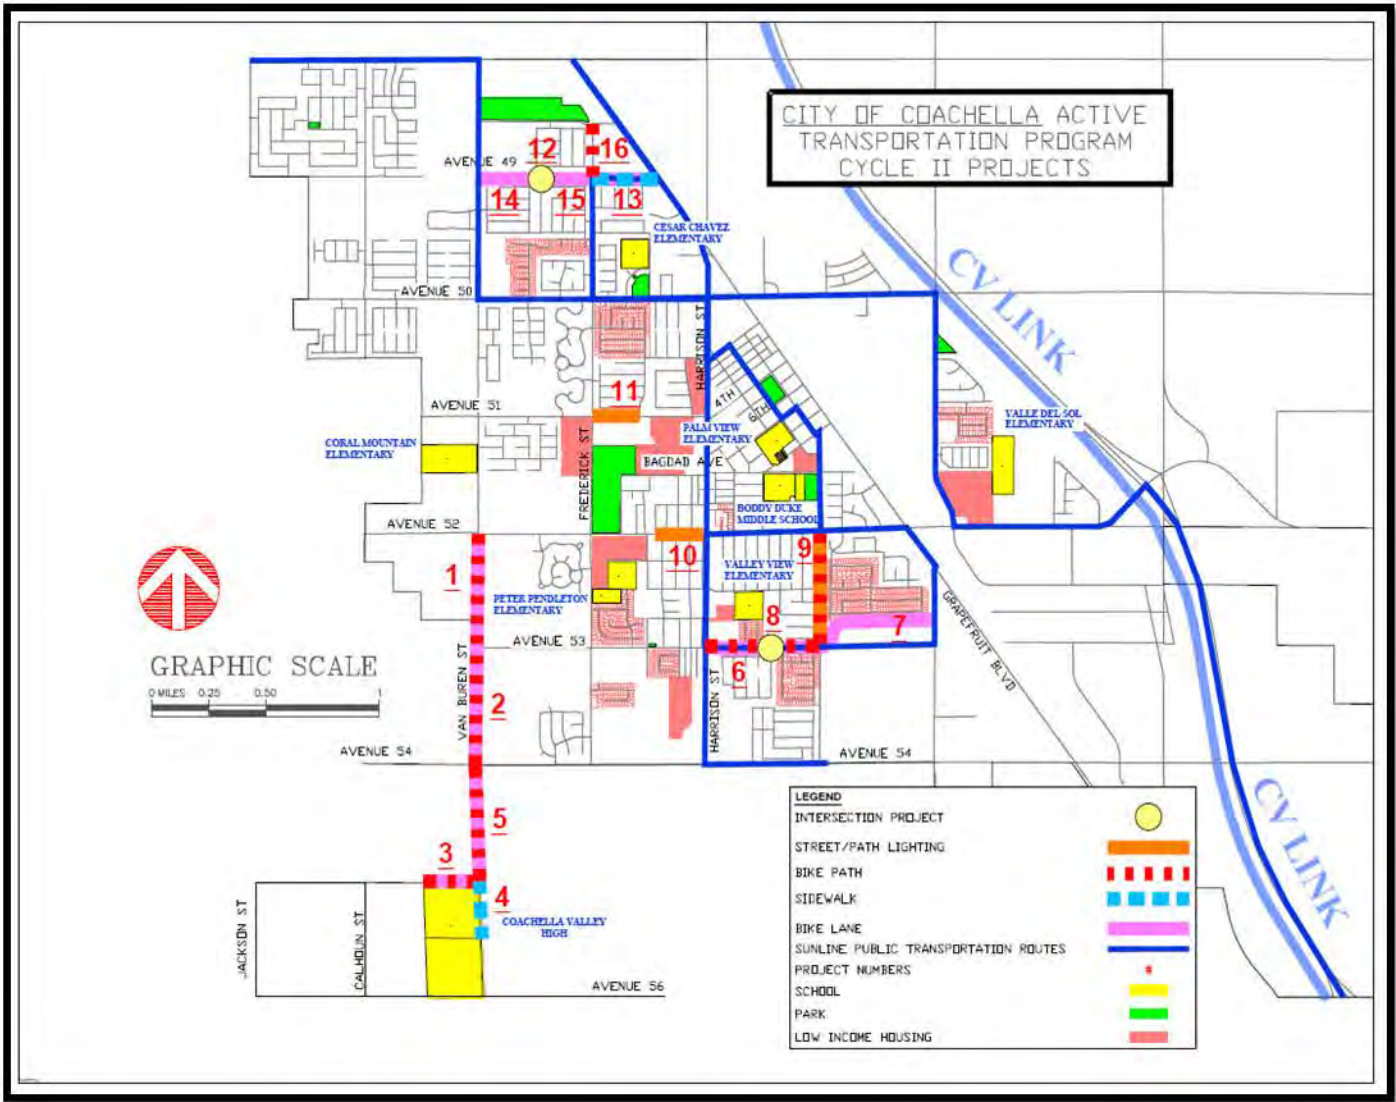 CITY OF COACHELLA ACTIVE
TRANSPORTATION PROGRAM
CYCLE II PROJECTS
12
16
AVENUE 49
14
15
13
CESAR CHAVEZ
ELEMENTARY
CV LINK
AVENUE 50
HARRISON ST
11
4TH
6TH
AVENUE 51
VALLE DEL SOL
ELEMENTARY
CORAL MOUNTAIN
ELEMENTARY
FREDERICK ST
PALM VIEW
ELEMENTARY
BAGDAD AVE
BODDY DUKE
MIDDLE SCHOOL
AVENUE 52
10
9
1
VALLEY VIEW
ELEMENTARY
PETER PENDLETON
ELEMENTARY
8
7
GRAPEFRUIT BLVD
AVENUE 53
6
GRAPHIC SCALE
0 MILES 0.25 0.50 1
VAN BUREN ST
2
HARRISON ST
AVENUE 54
AVENUE 54
5
3
4
COACHELLA VALLEY
HIGH
JACKSON ST
CALHOUN ST
AVENUE 56
CV LINK
LEGEND
INTERSECTION PROJECT
STREET/PATH LIGHTING
BIKE PATH
SIDEWALK
BIKE LANE
SUNLINE PUBLIC TRANSPORTATION ROUTES
PROJECT NUMBERS #
SCHOOL
PARK
LOW INCOME HOUSING